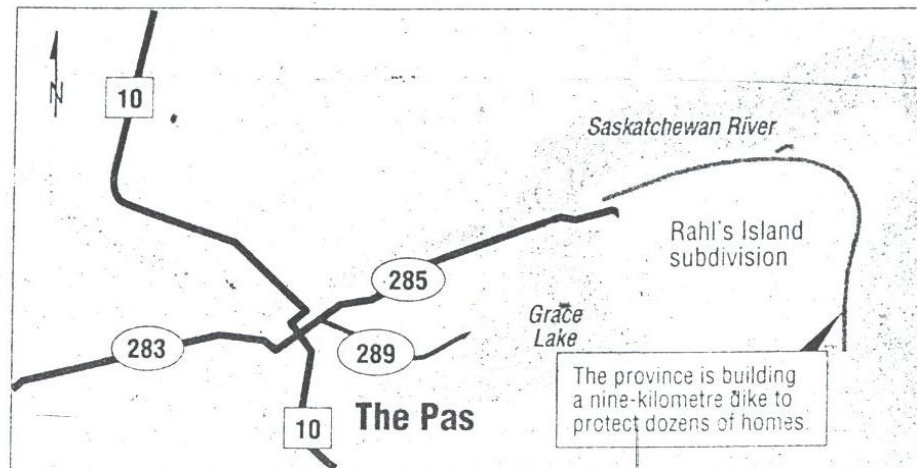 N
10
Saskatchewan River
Rahl's Island
subdivision
285
Grace
Lake
283
289
The province is building
a nine-kilometre dike to
protect dozens of homes.
The Pas
10